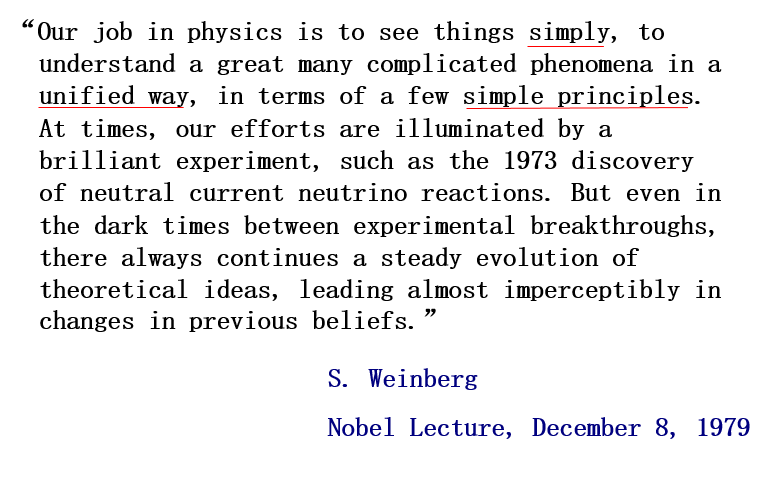 “Our job in physics is to see things simply, to
understand a great many complicated phenomena in a
unified way, in terms of a few simple principles.
At times, our efforts are illuminated by a
brilliant experiment, such as the 1973 discovery
of neutral current neutrino reactions. But even in
the dark times between experimental breakthroughs,
there always continues a steady evolution of
theoretical ideas, leading almost imperceptibly in
changes in previous beliefs.”
S. Weinberg
Nobel Lecture, December 8, 1979